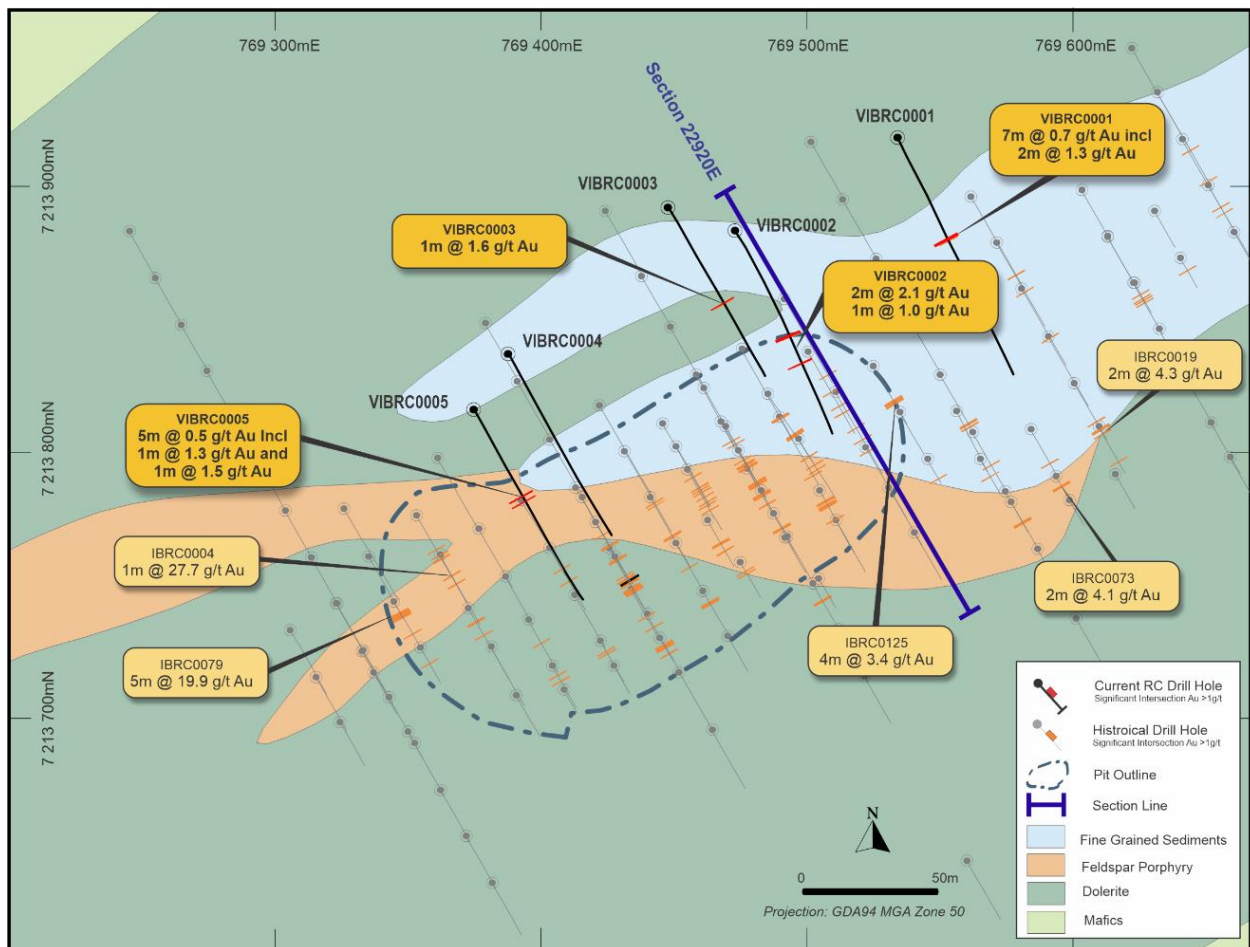 769 300mE
769 400mE
769 500mE
769 600mE
7 213 900mN
7 213 800mN
7 213 700mN
Section 22920E
VIBRC0001
VIBRC0001
7m @ 0.7 g/t Au incl
2m @ 1.3 g/t Au
VIBRC0003
VIBRC0003
1m @ 1.6 g/t Au
VIBRC0002
VIBRC0002
2m @ 2.1 g/t Au
1m @ 1.0 g/t Au
VIBRC0004
VIBRC0005
IBRC0019
2m @ 4.3 g/t Au
VIBRC0005
5m @ 0.5 g/t Au Incl
1m @ 1.3 g/t Au and
1m @ 1.5 g/t Au
IBRC0004
1m @ 27.7 g/t Au
IBRC0073
2m @ 4.1 g/t Au
IBRC0125
4m @ 3.4 g/t Au
IBRC0079
5m @ 19.9 g/t Au
N
0
50m
Projection: GDA94 MGA Zone 50
Current RC Drill Hole
Significant Intersection Au >1g/t
Histroical Drill Hole
Significant Intersection Au >1g/t
Pit Outline
Section Line
Fine Grained Sediments
Feldspar Porphyry
Dolerite
Mafics